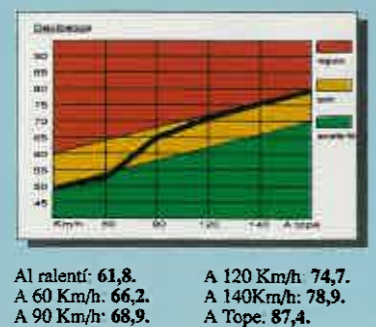 Decibelios
90
85
80
75
70
65
60
55
50
45
Km/h 60 90 120 140 A tope
Al ralentí: 61,8.
A 60 Km/h: 66,2.
A 90 Km/h: 68,9.
A 120 Km/h: 74,7.
A 140Km/h: 78,9.
A Tope. 87,4.